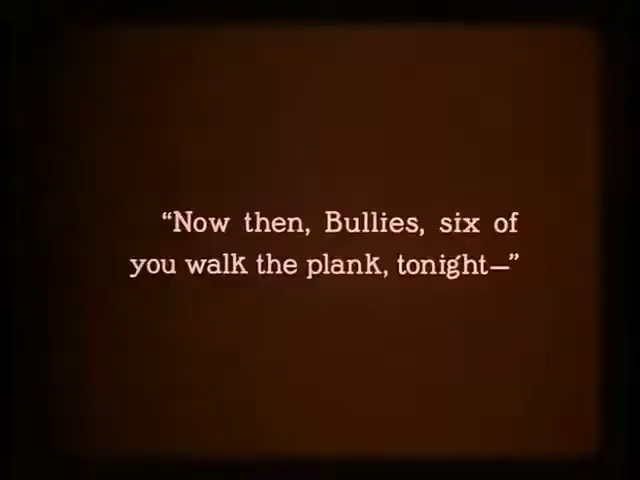 “Now then, Bullies, six of
you walk the plank, tonight—”